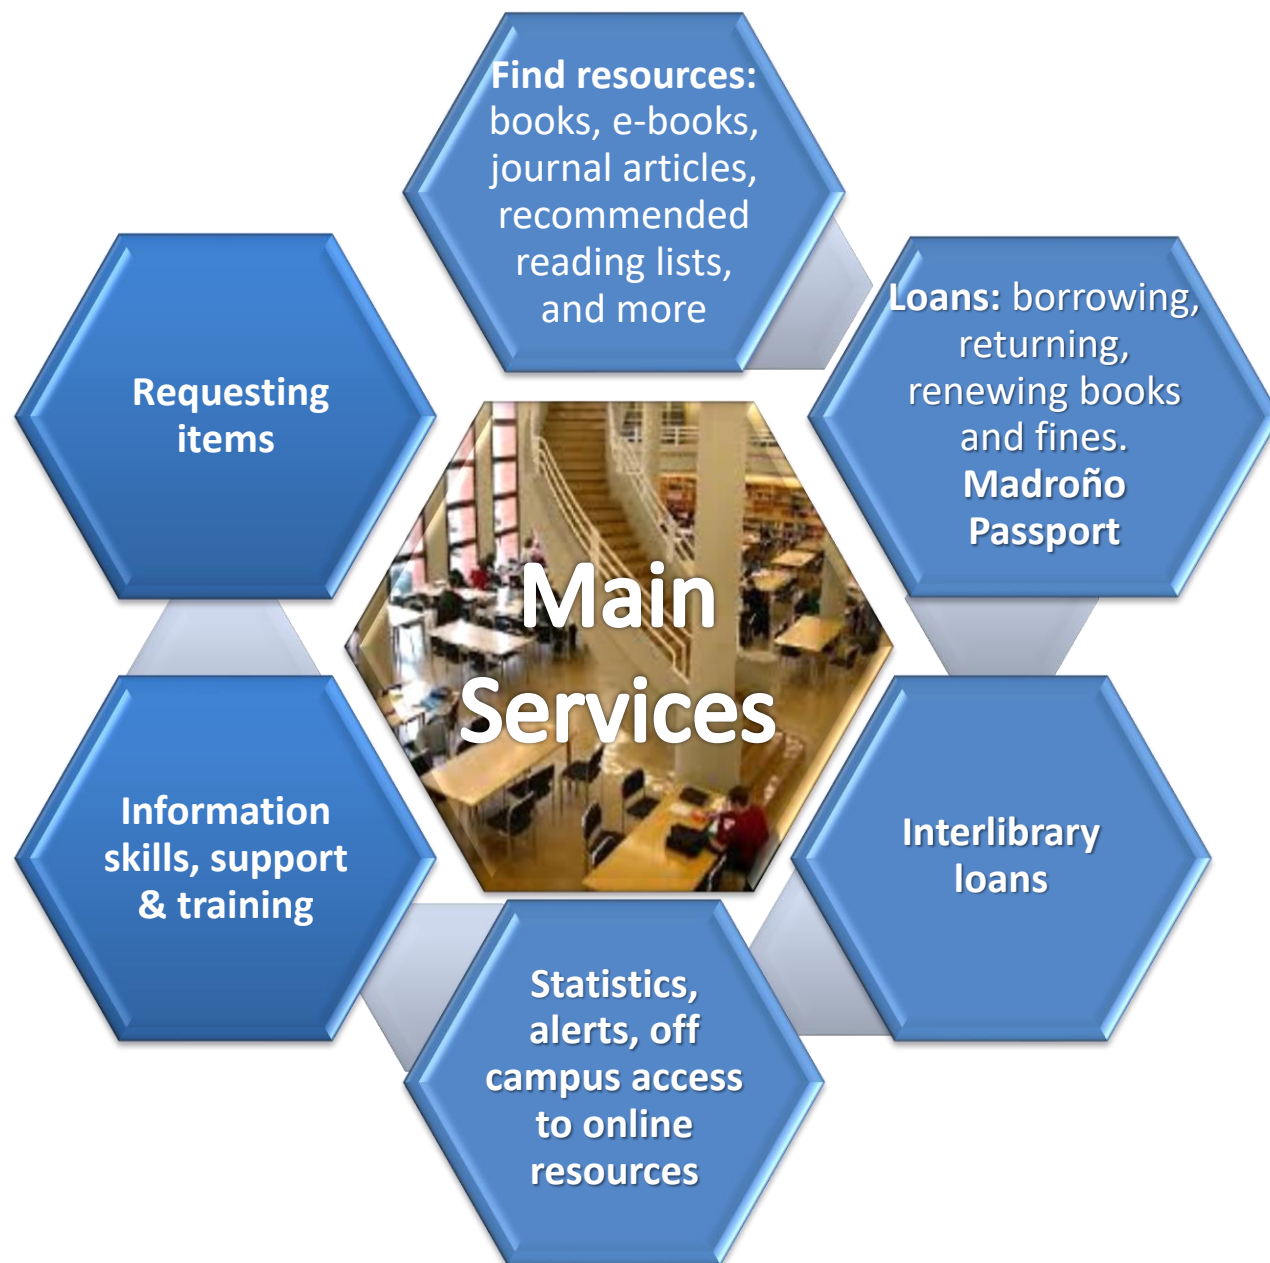 Find resources:
books, e-books,
journal articles,
recommended
reading lists,
and more
Loans: borrowing,
returning,
renewing books
and fines.
Madroño
Passport
Interlibrary
loans
Statistics,
alerts, off
campus access
to online
resources
Information
skills, support
& training
Requesting
items
Main
Services